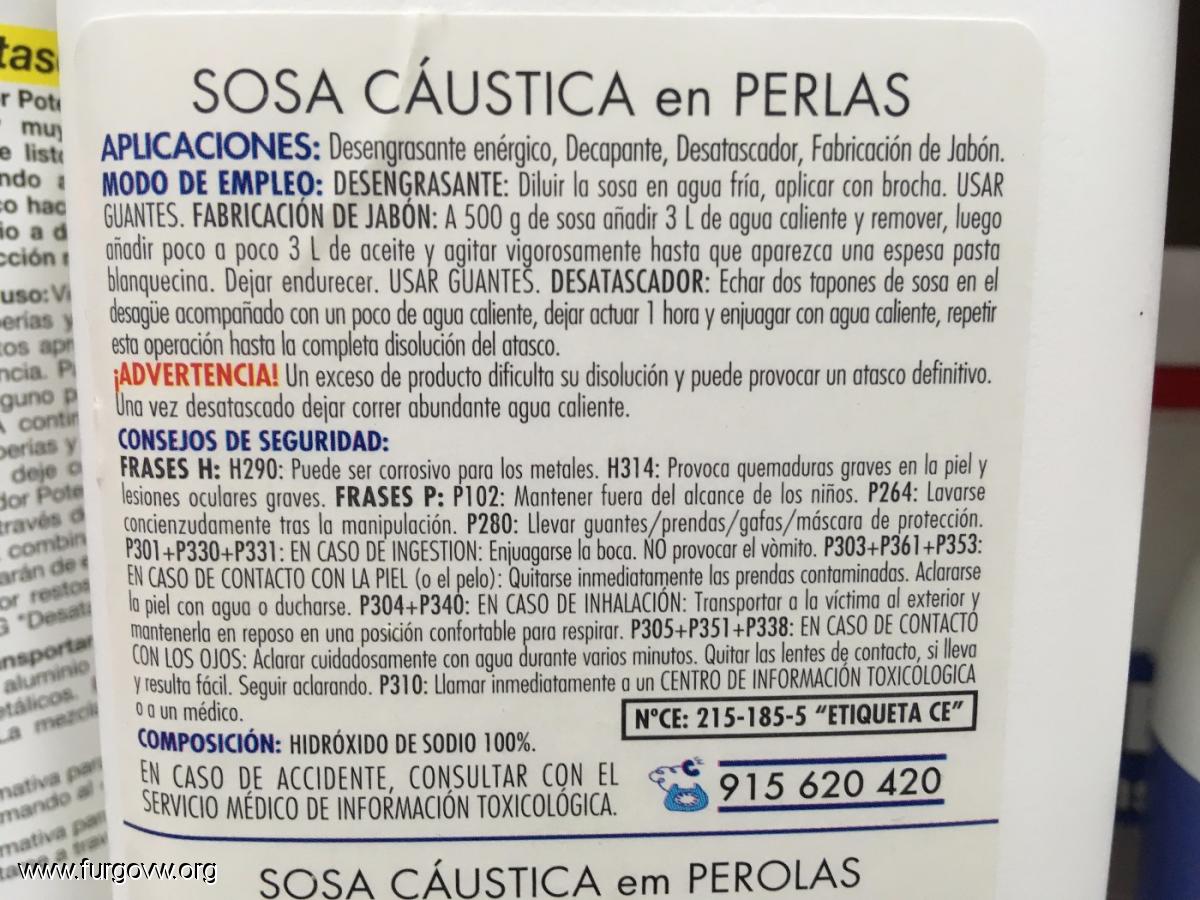 SOSA CÁUSTICA en PERLAS
APLICACIONES: Desengrasante enérgico, Decapante, Desatascador, Fabricación de Jabón.
MODO DE EMPLEO: DESENGRASANTE: Diluir la sosa en agua fría, aplicar con brocha. USAR
GUANTES. FABRICACIÓN DE JABÓN: A 500 g de sosa añadir 3 L de agua caliente y remover, luego
añadir poco a poco 3 L de aceite y agitar vigorosamente hasta que aparezca una espesa pasta
blanquecina. Dejar endurecer. USAR GUANTES. DESATASCADOR: Echar dos tapones de sosa en el
desagüe acompañado con un poco de agua caliente, dejar actuar 1 hora y enjuagar con agua caliente, repetir
esta operación hasta la completa disolución del atasco.
¡ADVERTENCIA! Un exceso de producto dificulta su disolución y puede provocar un atasco definitivo.
Una vez desatascado dejar correr abundante agua caliente.
CONSEJOS DE SEGURIDAD:
FRASES H: H290: Puede ser corrosivo para los metales. H314: Provoca quemaduras graves en la piel y
lesiones oculares graves. FRASES P: P102: Mantener fuera del alcance de los niños. P264: Lavarse
concienzudamente tras la manipulación. P280: Llevar guantes/prendas/gafas/máscara de protección.
P301+P330+P331: EN CASO DE INGESTION: Enjuagarse la boca. NO provocar el vòmito. P303+P361+P353:
EN CASO DE CONTACTO CON LA PIEL (o el pelo): Quitarse inmediatamente las prendas contaminadas. Aclararse
la piel con agua o ducharse. P304+P340: EN CASO DE INHALACIÓN: Transportar a la víctima al exterior y
mantenerla en reposo en una posición confortable para respirar. P305+P351+P338: EN CASO DE CONTACTO
CON LOS OJOS: Aclarar cuidadosamente con agua durante varios minutos. Quitar las lentes de contacto, si lleva
y resulta fácil. Seguir aclarando. P310: Llamar inmediatamente a un CENTRO DE INFORMACIÓN TOXICOLÓGICA
o a un médico.
NºCE: 215-185-5 “ETIQUETA CE”
COMPOSICIÓN: HIDRÓXIDO DE SODIO 100%.
EN CASO DE ACCIDENTE, CONSULTAR CON EL
SERVICIO MÉDICO DE INFORMACIÓN TOXICOLÓGICA.
915 620 420
SOSA CÁUSTICA em PEROLAS
www.furgovw.org